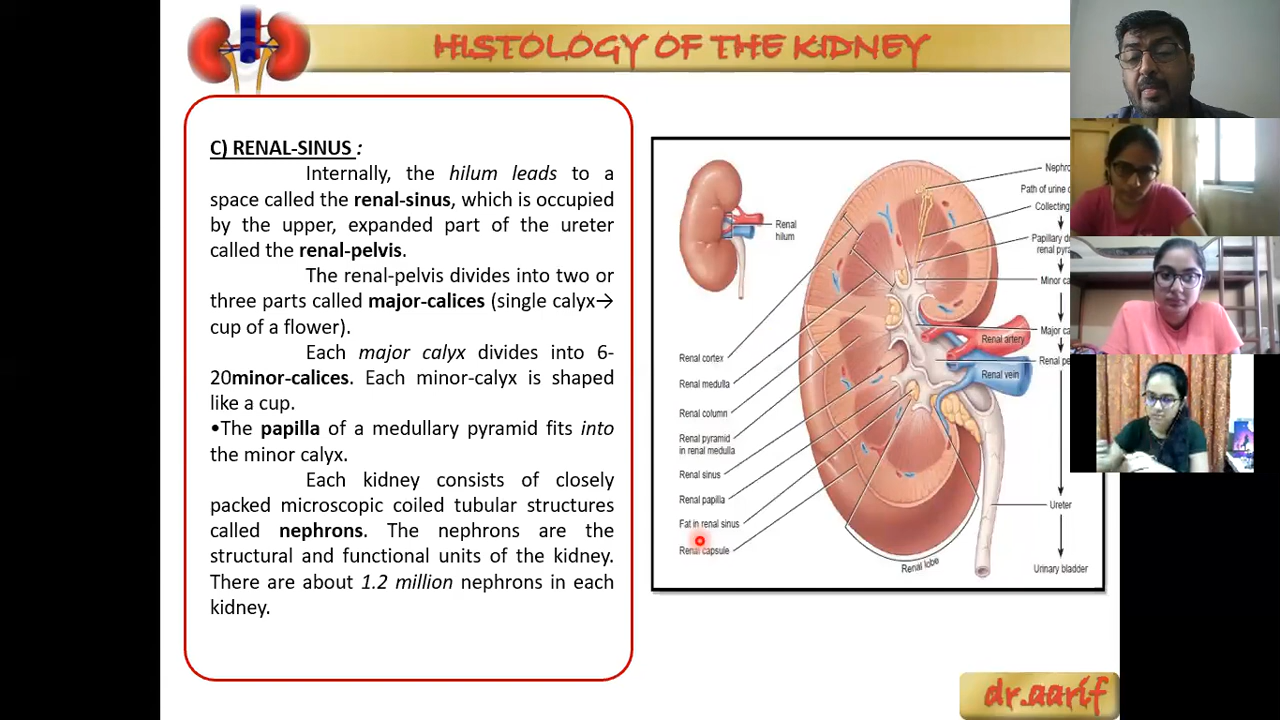 HISTOLOGY OF THE KIDNEY
C) RENAL-SINUS :
Internally, the hilum leads to a
space called the renal-sinus, which is occupied
by the upper, expanded part of the ureter
called the renal-pelvis.
The renal-pelvis divides into two or
three parts called major-calices (single calyx→
cup of a flower).
Each major calyx divides into 6-
20minor-calices. Each minor-calyx is shaped
like a cup.
•The papilla of a medullary pyramid fits into
the minor calyx.
Each kidney consists of closely
packed microscopic coiled tubular structures
called nephrons. The nephrons are the
structural and functional units of the kidney.
There are about 1.2 million nephrons in each
kidney.
Renal
hilum
Renal cortex
Renal medulla
Renal column
Renal pyramid
in renal medulla
Renal sinus
Renal papilla
Fat in renal sinus
Renal capsule
Renal artery
Renal vein
Renal lobe
Nephro
Path of urine
Collecting
Papillary d
renal pyra
Minor ca
Major ca
Renal pe
Ureter
Urinary bladder
dr.aarif